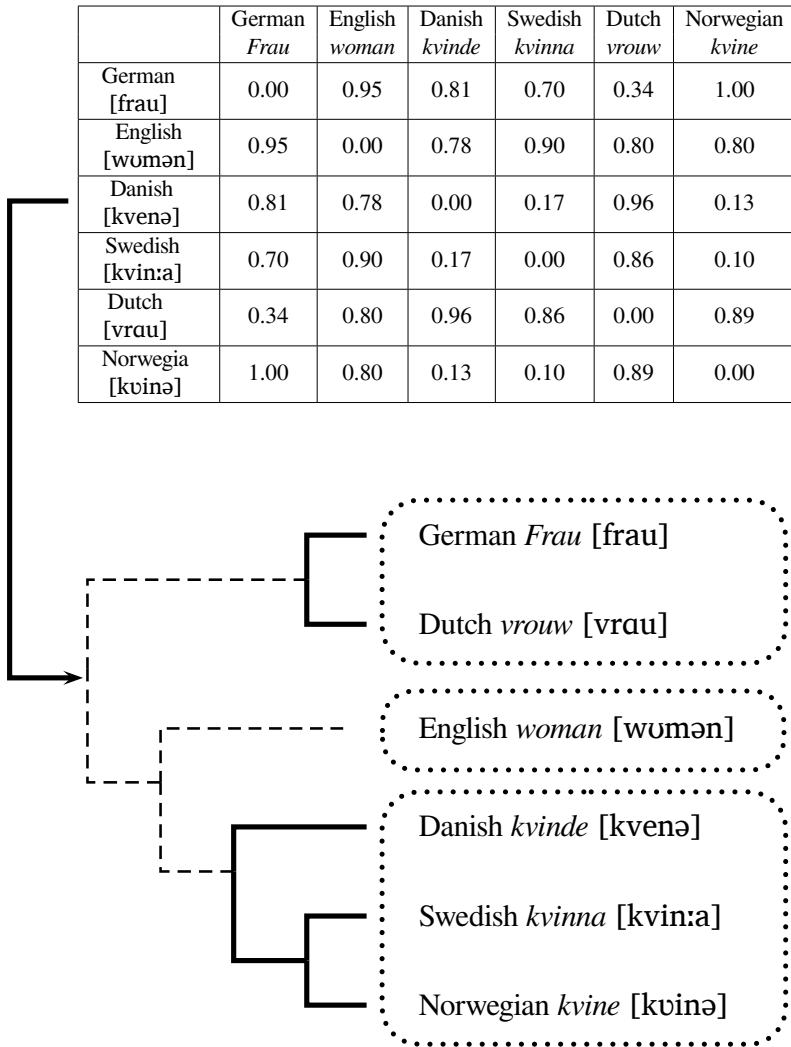 German English Danish Swedish Dutch Norwegian
Frau woman kvinde kvinna vrouw kvine
German
[frau] 0.00 0.95 0.81 0.70 0.34 1.00
English
[wʊmən] 0.95 0.00 0.78 0.90 0.80 0.80
Danish
[kvenə] 0.81 0.78 0.00 0.17 0.96 0.13
Swedish
[kvinːa] 0.70 0.90 0.17 0.00 0.86 0.10
Dutch
[vrɑu] 0.34 0.80 0.96 0.86 0.00 0.89
Norwegia
[kʋinə] 1.00 0.80 0.13 0.10 0.89 0.00
German Frau [frau]
Dutch vrouw [vrɑu]
English woman [wʊmən]
Danish kvinde [kvenə]
Swedish kvinna [kvinːa]
Norwegian kvine [kʋinə]